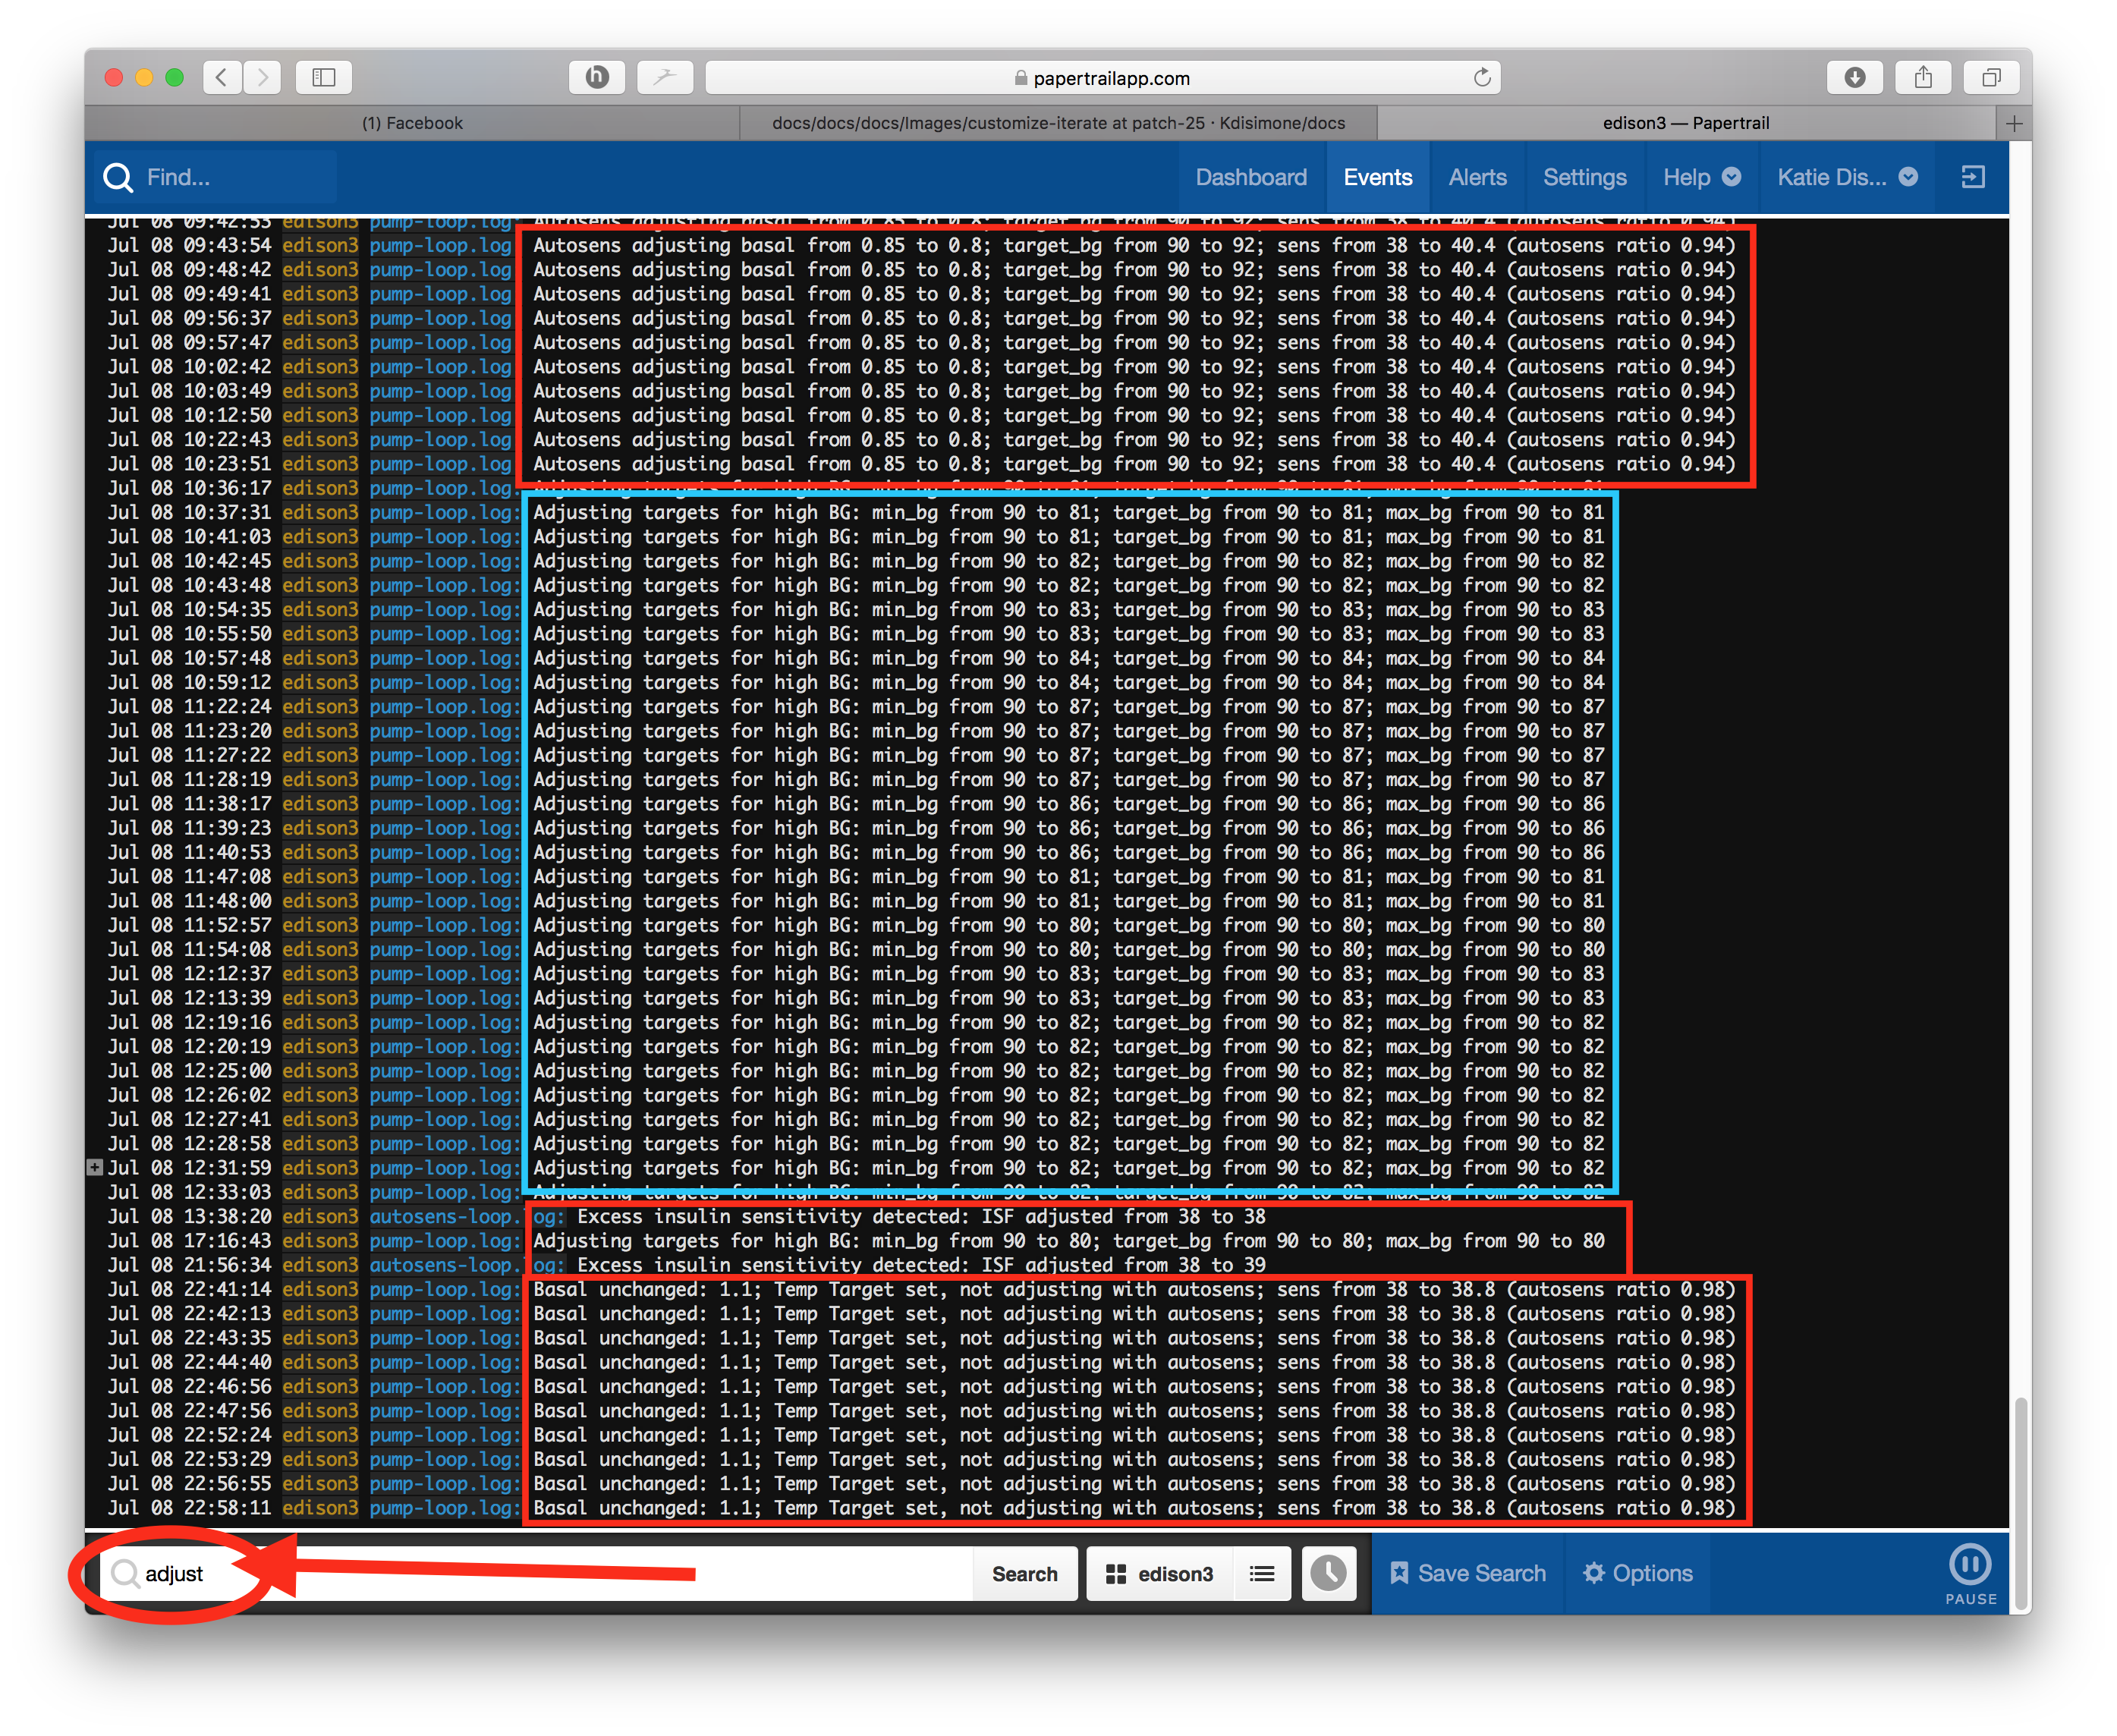 papertrailapp.com
(1) Facebook
docs/docs/docs/Images/customize-iterate at patch-25 · Kdisimone/docs
edison3 — Papertrail
Find...
Dashboard
Events
Alerts
Settings
Help
Katie Dis...
Jul 08 09:42:53 edison3 pump-loop.log: Autosens adjusting basal from 0.85 to 0.8; target_bg from 90 to 92; sens from 38 to 40.4 (autosens ratio 0.94)
Jul 08 09:43:54 edison3 pump-loop.log Autosens adjusting basal from 0.85 to 0.8; target_bg from 90 to 92; sens from 38 to 40.4 (autosens ratio 0.94)
Jul 08 09:48:42 edison3 pump-loop.log Autosens adjusting basal from 0.85 to 0.8; target_bg from 90 to 92; sens from 38 to 40.4 (autosens ratio 0.94)
Jul 08 09:49:41 edison3 pump-loop.log Autosens adjusting basal from 0.85 to 0.8; target_bg from 90 to 92; sens from 38 to 40.4 (autosens ratio 0.94)
Jul 08 09:56:37 edison3 pump-loop.log Autosens adjusting basal from 0.85 to 0.8; target_bg from 90 to 92; sens from 38 to 40.4 (autosens ratio 0.94)
Jul 08 09:57:47 edison3 pump-loop.log Autosens adjusting basal from 0.85 to 0.8; target_bg from 90 to 92; sens from 38 to 40.4 (autosens ratio 0.94)
Jul 08 10:02:42 edison3 pump-loop.log Autosens adjusting basal from 0.85 to 0.8; target_bg from 90 to 92; sens from 38 to 40.4 (autosens ratio 0.94)
Jul 08 10:03:49 edison3 pump-loop.log Autosens adjusting basal from 0.85 to 0.8; target_bg from 90 to 92; sens from 38 to 40.4 (autosens ratio 0.94)
Jul 08 10:12:50 edison3 pump-loop.log Autosens adjusting basal from 0.85 to 0.8; target_bg from 90 to 92; sens from 38 to 40.4 (autosens ratio 0.94)
Jul 08 10:22:43 edison3 pump-loop.log Autosens adjusting basal from 0.85 to 0.8; target_bg from 90 to 92; sens from 38 to 40.4 (autosens ratio 0.94)
Jul 08 10:23:51 edison3 pump-loop.log Autosens adjusting basal from 0.85 to 0.8; target_bg from 90 to 92; sens from 38 to 40.4 (autosens ratio 0.94)
Jul 08 10:36:17 edison3 pump-loop.log: Adjusting targets for high BG: min_bg from 90 to 81; target_bg from 90 to 81; max_bg from 90 to 81
Jul 08 10:37:31 edison3 pump-loop.log: Adjusting targets for high BG: min_bg from 90 to 81; target_bg from 90 to 81; max_bg from 90 to 81
Jul 08 10:41:03 edison3 pump-loop.log: Adjusting targets for high BG: min_bg from 90 to 81; target_bg from 90 to 81; max_bg from 90 to 81
Jul 08 10:42:45 edison3 pump-loop.log: Adjusting targets for high BG: min_bg from 90 to 82; target_bg from 90 to 82; max_bg from 90 to 82
Jul 08 10:43:48 edison3 pump-loop.log: Adjusting targets for high BG: min_bg from 90 to 82; target_bg from 90 to 82; max_bg from 90 to 82
Jul 08 10:54:35 edison3 pump-loop.log: Adjusting targets for high BG: min_bg from 90 to 83; target_bg from 90 to 83; max_bg from 90 to 83
Jul 08 10:55:50 edison3 pump-loop.log: Adjusting targets for high BG: min_bg from 90 to 83; target_bg from 90 to 83; max_bg from 90 to 83
Jul 08 10:57:48 edison3 pump-loop.log: Adjusting targets for high BG: min_bg from 90 to 84; target_bg from 90 to 84; max_bg from 90 to 84
Jul 08 10:59:12 edison3 pump-loop.log: Adjusting targets for high BG: min_bg from 90 to 84; target_bg from 90 to 84; max_bg from 90 to 84
Jul 08 11:22:24 edison3 pump-loop.log: Adjusting targets for high BG: min_bg from 90 to 87; target_bg from 90 to 87; max_bg from 90 to 87
Jul 08 11:23:20 edison3 pump-loop.log: Adjusting targets for high BG: min_bg from 90 to 87; target_bg from 90 to 87; max_bg from 90 to 87
Jul 08 11:27:22 edison3 pump-loop.log: Adjusting targets for high BG: min_bg from 90 to 87; target_bg from 90 to 87; max_bg from 90 to 87
Jul 08 11:28:19 edison3 pump-loop.log: Adjusting targets for high BG: min_bg from 90 to 87; target_bg from 90 to 87; max_bg from 90 to 87
Jul 08 11:38:17 edison3 pump-loop.log: Adjusting targets for high BG: min_bg from 90 to 86; target_bg from 90 to 86; max_bg from 90 to 86
Jul 08 11:39:23 edison3 pump-loop.log: Adjusting targets for high BG: min_bg from 90 to 86; target_bg from 90 to 86; max_bg from 90 to 86
Jul 08 11:40:53 edison3 pump-loop.log: Adjusting targets for high BG: min_bg from 90 to 86; target_bg from 90 to 86; max_bg from 90 to 86
Jul 08 11:47:08 edison3 pump-loop.log: Adjusting targets for high BG: min_bg from 90 to 81; target_bg from 90 to 81; max_bg from 90 to 81
Jul 08 11:48:00 edison3 pump-loop.log: Adjusting targets for high BG: min_bg from 90 to 81; target_bg from 90 to 81; max_bg from 90 to 81
Jul 08 11:52:57 edison3 pump-loop.log: Adjusting targets for high BG: min_bg from 90 to 80; target_bg from 90 to 80; max_bg from 90 to 80
Jul 08 11:54:08 edison3 pump-loop.log: Adjusting targets for high BG: min_bg from 90 to 80; target_bg from 90 to 80; max_bg from 90 to 80
Jul 08 12:12:37 edison3 pump-loop.log: Adjusting targets for high BG: min_bg from 90 to 83; target_bg from 90 to 83; max_bg from 90 to 83
Jul 08 12:13:39 edison3 pump-loop.log: Adjusting targets for high BG: min_bg from 90 to 83; target_bg from 90 to 83; max_bg from 90 to 83
Jul 08 12:19:16 edison3 pump-loop.log: Adjusting targets for high BG: min_bg from 90 to 82; target_bg from 90 to 82; max_bg from 90 to 82
Jul 08 12:20:19 edison3 pump-loop.log: Adjusting targets for high BG: min_bg from 90 to 82; target_bg from 90 to 82; max_bg from 90 to 82
Jul 08 12:25:00 edison3 pump-loop.log: Adjusting targets for high BG: min_bg from 90 to 82; target_bg from 90 to 82; max_bg from 90 to 82
Jul 08 12:26:02 edison3 pump-loop.log: Adjusting targets for high BG: min_bg from 90 to 82; target_bg from 90 to 82; max_bg from 90 to 82
Jul 08 12:27:41 edison3 pump-loop.log: Adjusting targets for high BG: min_bg from 90 to 82; target_bg from 90 to 82; max_bg from 90 to 82
Jul 08 12:28:58 edison3 pump-loop.log: Adjusting targets for high BG: min_bg from 90 to 82; target_bg from 90 to 82; max_bg from 90 to 82
Jul 08 12:31:59 edison3 pump-loop.log: Adjusting targets for high BG: min_bg from 90 to 82; target_bg from 90 to 82; max_bg from 90 to 82
Jul 08 12:33:03 edison3 pump-loop.log: Adjusting targets for high BG: min_bg from 90 to 82; target_bg from 90 to 82; max_bg from 90 to 82
Jul 08 13:38:20 edison3 autosens-loop.log: Excess insulin sensitivity detected: ISF adjusted from 38 to 38
Jul 08 17:16:43 edison3 pump-loop.log: Adjusting targets for high BG: min_bg from 90 to 80; target_bg from 90 to 80; max_bg from 90 to 80
Jul 08 21:56:34 edison3 autosens-loop.log: Excess insulin sensitivity detected: ISF adjusted from 38 to 39
Jul 08 22:41:14 edison3 pump-loop.log: Basal unchanged: 1.1; Temp Target set, not adjusting with autosens; sens from 38 to 38.8 (autosens ratio 0.98)
Jul 08 22:42:13 edison3 pump-loop.log: Basal unchanged: 1.1; Temp Target set, not adjusting with autosens; sens from 38 to 38.8 (autosens ratio 0.98)
Jul 08 22:43:35 edison3 pump-loop.log: Basal unchanged: 1.1; Temp Target set, not adjusting with autosens; sens from 38 to 38.8 (autosens ratio 0.98)
Jul 08 22:44:40 edison3 pump-loop.log: Basal unchanged: 1.1; Temp Target set, not adjusting with autosens; sens from 38 to 38.8 (autosens ratio 0.98)
Jul 08 22:46:56 edison3 pump-loop.log: Basal unchanged: 1.1; Temp Target set, not adjusting with autosens; sens from 38 to 38.8 (autosens ratio 0.98)
Jul 08 22:47:56 edison3 pump-loop.log: Basal unchanged: 1.1; Temp Target set, not adjusting with autosens; sens from 38 to 38.8 (autosens ratio 0.98)
Jul 08 22:52:24 edison3 pump-loop.log: Basal unchanged: 1.1; Temp Target set, not adjusting with autosens; sens from 38 to 38.8 (autosens ratio 0.98)
Jul 08 22:53:29 edison3 pump-loop.log: Basal unchanged: 1.1; Temp Target set, not adjusting with autosens; sens from 38 to 38.8 (autosens ratio 0.98)
Jul 08 22:56:55 edison3 pump-loop.log: Basal unchanged: 1.1; Temp Target set, not adjusting with autosens; sens from 38 to 38.8 (autosens ratio 0.98)
Jul 08 22:58:11 edison3 pump-loop.log: Basal unchanged: 1.1; Temp Target set, not adjusting with autosens; sens from 38 to 38.8 (autosens ratio 0.98)
adjust
Search
edison3
Save Search
Options
PAUSE